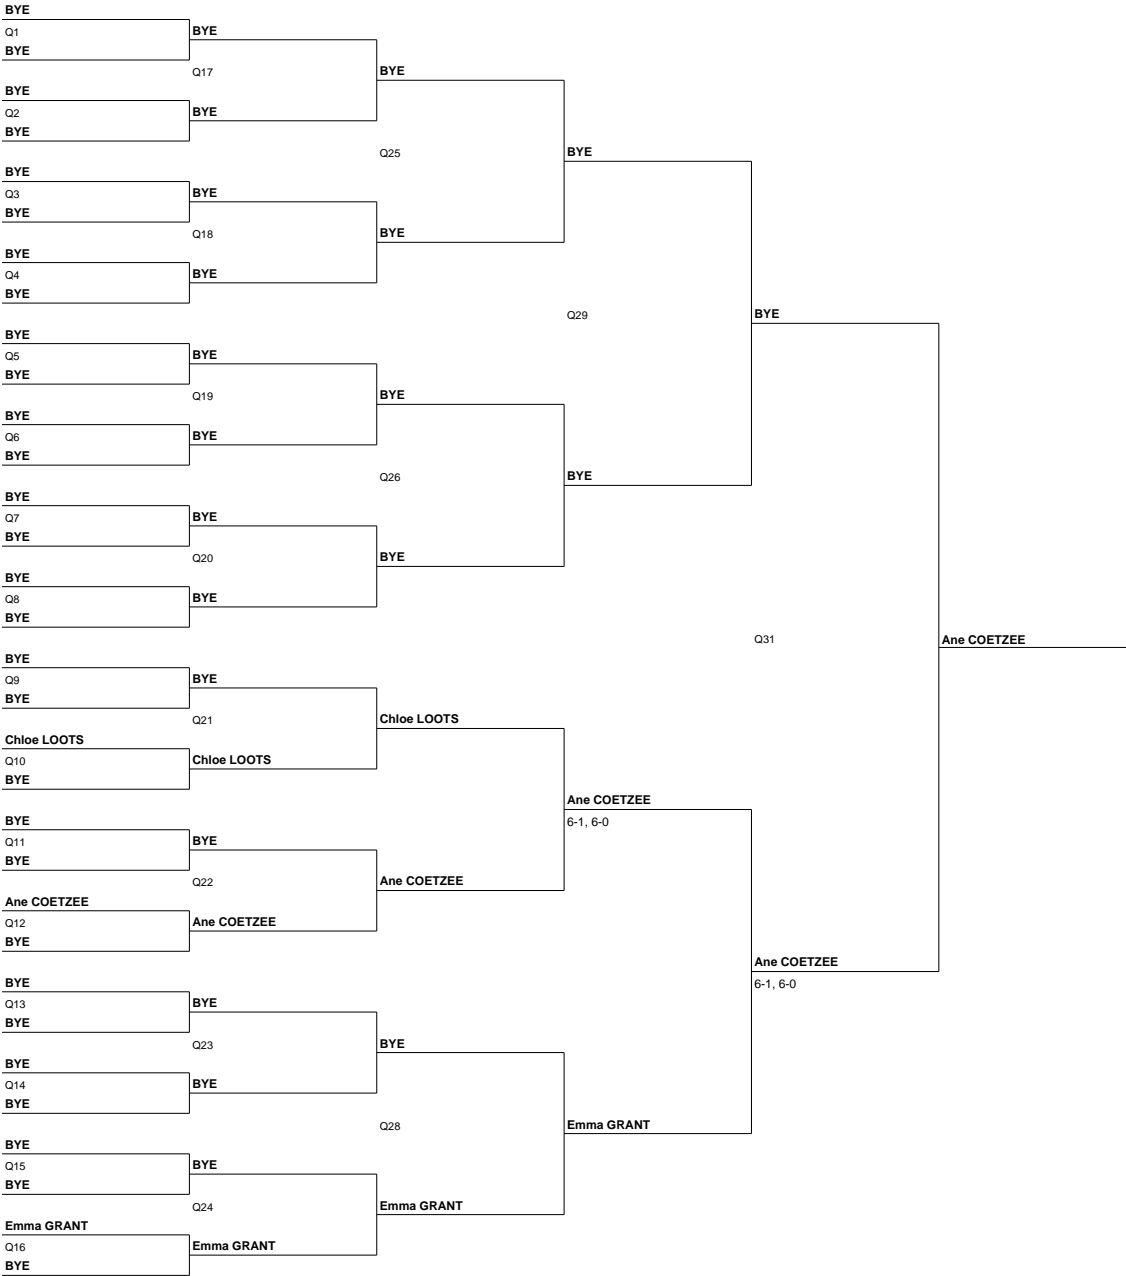 BYE
Q1
BYE
BYE
Q17
BYE
BYE
Q2
BYE
BYE
Q25
BYE
BYE
Q3
BYE
BYE
Q18
BYE
BYE
Q4
BYE
BYE
Q29
BYE
BYE
Q5
BYE
BYE
Q19
BYE
BYE
Q6
BYE
BYE
Q26
BYE
BYE
Q7
BYE
BYE
Q20
BYE
BYE
Q8
BYE
BYE
Q31
Ane COETZEE
BYE
Q9
BYE
BYE
Q21
Chloe LOOTS
Chloe LOOTS
Q10
Chloe LOOTS
BYE
Ane COETZEE
6-1, 6-0
BYE
Q11
BYE
BYE
Q22
Ane COETZEE
Ane COETZEE
Q12
Ane COETZEE
BYE
Ane COETZEE
6-1, 6-0
BYE
Q13
BYE
BYE
Q23
BYE
BYE
Q14
BYE
BYE
Q28
Emma GRANT
BYE
Q15
BYE
BYE
Q24
Emma GRANT
Emma GRANT
Q16
Emma GRANT
BYE